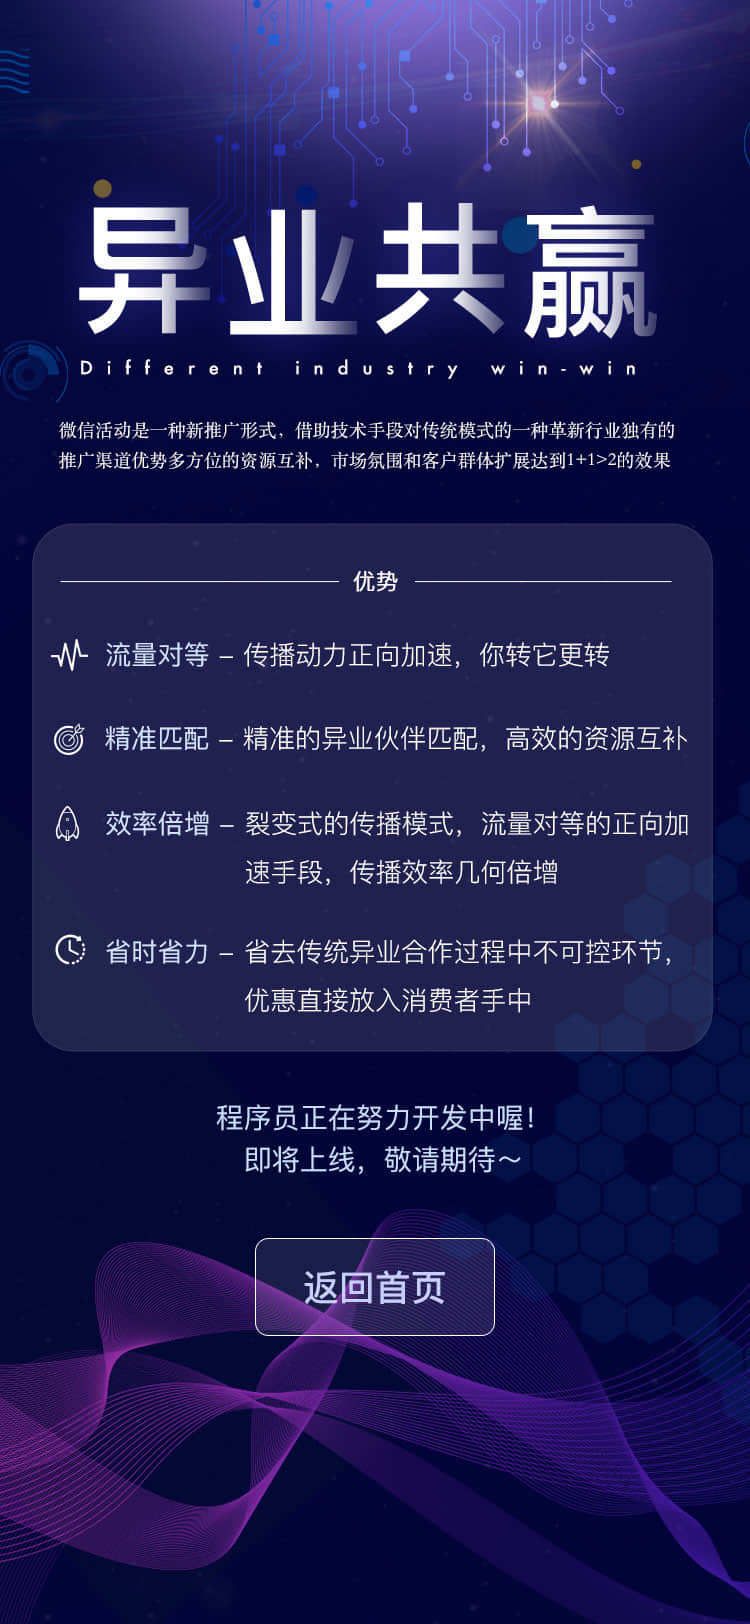 异业共赢
Different industry win-win
微信活动是一种新推广形式，借助技术手段对传统模式的一种革新行业独有的
推广渠道优势多方位的资源互补，市场氛围和客户群体扩展达到1+1>2的效果
优势
流量对等 – 传播动力正向加速，你转它更转
精准匹配 – 精准的异业伙伴匹配，高效的资源互补
效率倍增 – 裂变式的传播模式，流量对等的正向加
速手段，传播效率几何倍增
省时省力 – 省去传统异业合作过程中不可控环节，
优惠直接放入消费者手中
程序员正在努力开发中喔！
即将上线，敬请期待～
返回首页